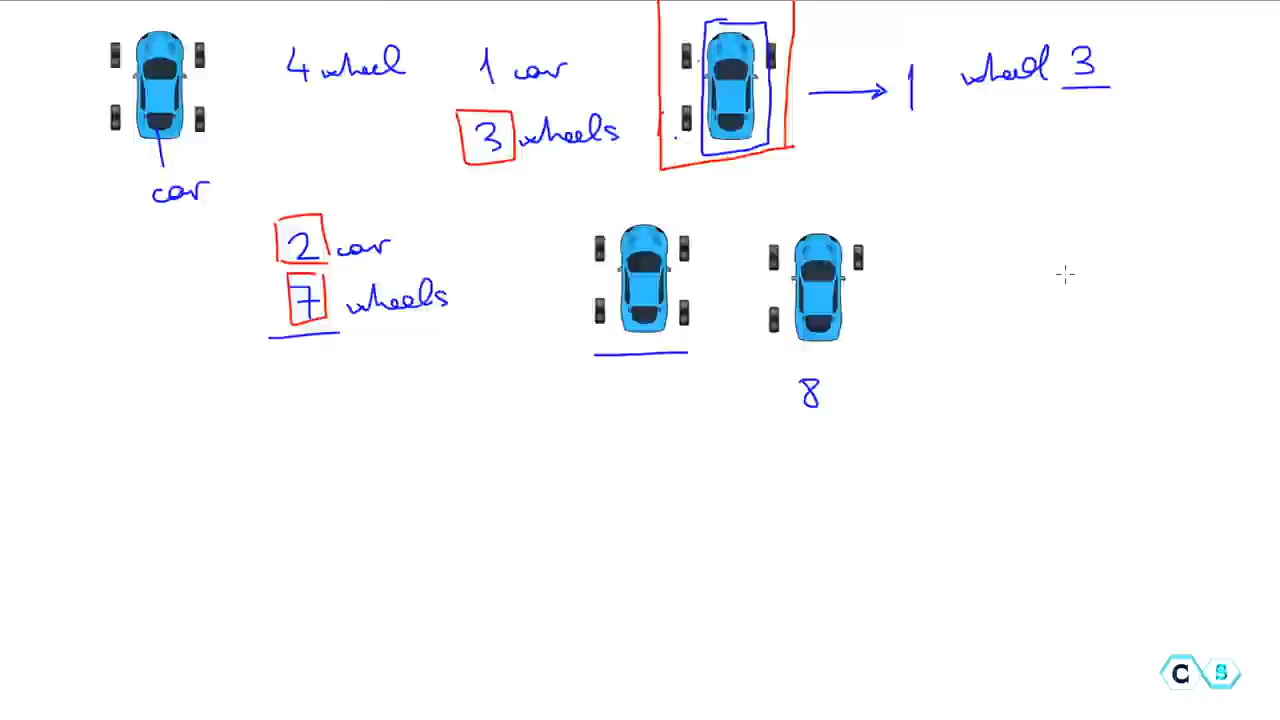 4 wheel
1 car
3 wheels
1 wheel 3
car
2 car
7 wheels
8
C S